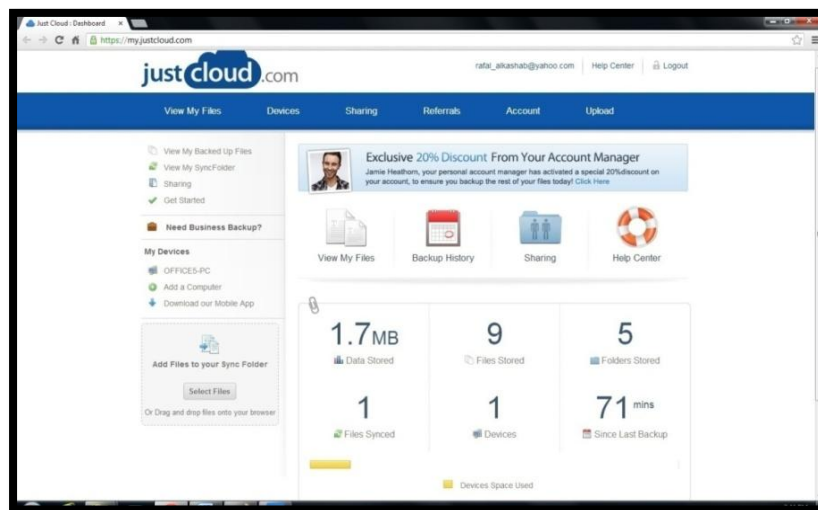 Just Cloud : Dashboard
https://my.justcloud.com
justcloud.com
rafal_alkashab@yahoo.com Help Center Logout
View My Files Devices Sharing Referrals Account Upload
View My Backed Up Files
View My SyncFolder
Sharing
Get Started
Need Business Backup?
My Devices
OFFICE5-PC
Add a Computer
Download our Mobile App
Add Files to your Sync Folder
Select Files
Or Drag and drop files onto your browser
Exclusive 20% Discount From Your Account Manager
Jamie Heathorn, your personal account manager has activated a special 20%discount on
your account, to ensure you backup the rest of your files today! Click Here
View My Files Backup History Sharing Help Center
1.7MB 9 5
Data Stored Files Stored Folders Stored
1 1 71 mins
Files Synced Devices Since Last Backup
Devices Space Used